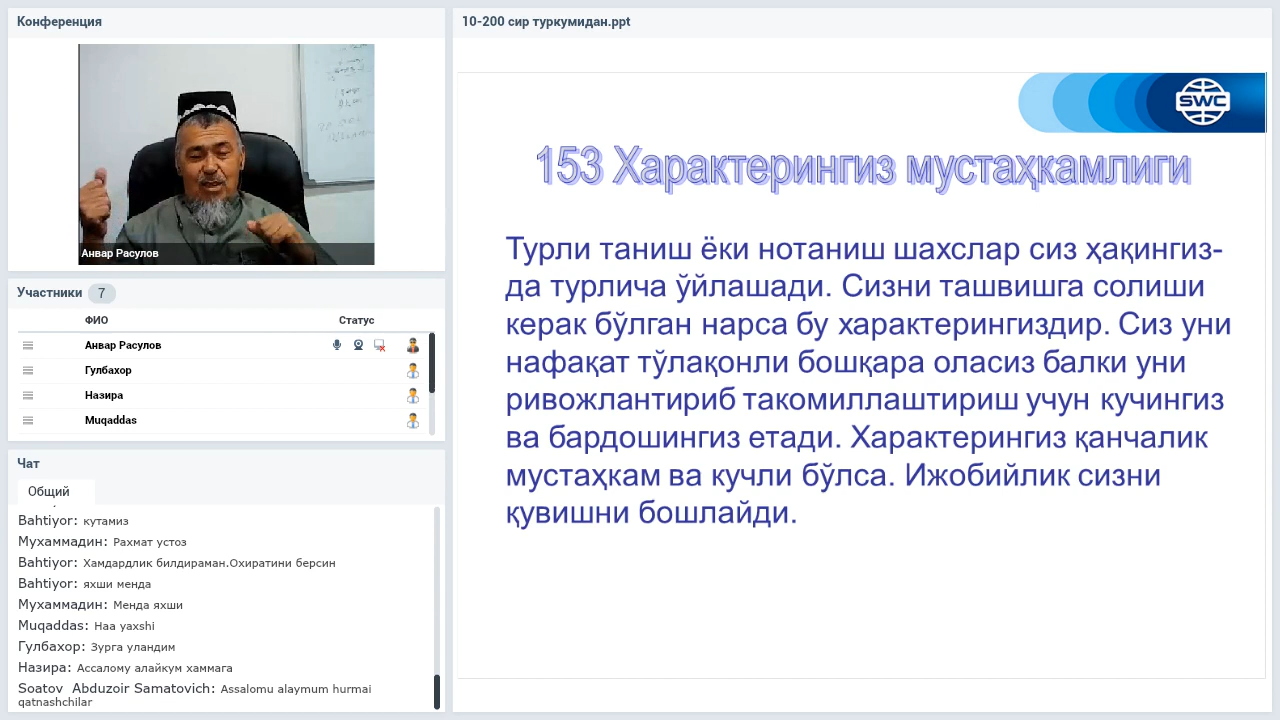 Конференция
Анвар Расулов
Участники 7
ФИО Статус
Анвар Расулов
Гулбахор
Назира
Muqaddas
Чат
Общий
Bahtiyor: кутамиз
Мухаммадин: Рахмат устоз
Bahtiyor: Хамдардлик билдираман.Охиратини берсин
Bahtiyor: яхши менда
Мухаммадин: Менда яхши
Muqaddas: Haa yaxshi
Гулбахор: Зурга уландим
Назира: Ассалому алайкум хаммага
Soatov Abduzoir Samatovich: Assalomu alaymum hurmai
qatnashchilar
10-200 сир туркумидан.ppt
SWC
153 Характерингиз мустаҳкамлиги
Турли таниш ёки нотаниш шахслар сиз ҳақингиз-
да турлича ўйлашади. Сизни ташвишга солиши
керак бўлган нарса бу характерингиздир. Сиз уни
нафақат тўлақонли бошқара оласиз балки уни
ривожлантириб такомиллаштириш учун кучингиз
ва бардошингиз етади. Характерингиз қанчалик
мустаҳкам ва кучли бўлса. Ижобийлик сизни
қувишни бошлайди.